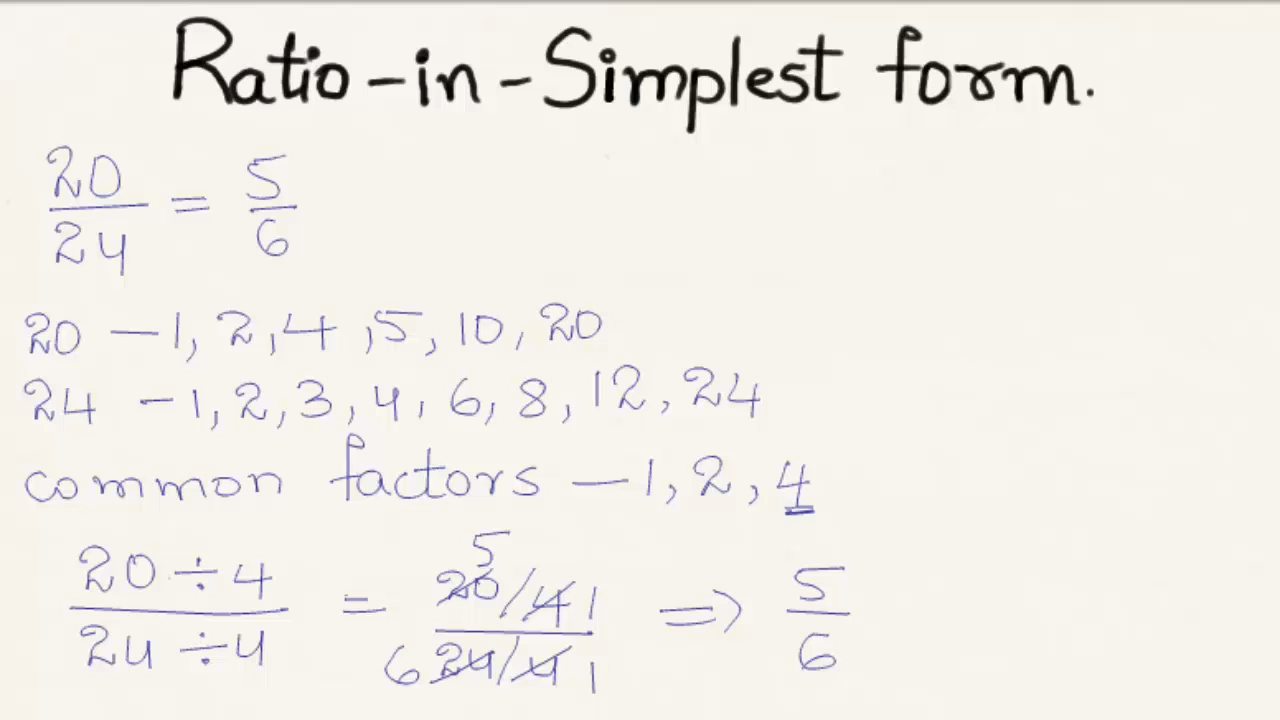 Ratio-in-Simplest form.
20/24 = 5/6
20 — 1, 2, 4, 5, 10, 20
24 — 1, 2, 3, 4, 6, 8, 12, 24
common factors — 1, 2, 4
20 ÷ 4 / 24 ÷ 4 = 5 20/4 1 / 6 24/4 1 => 5/6